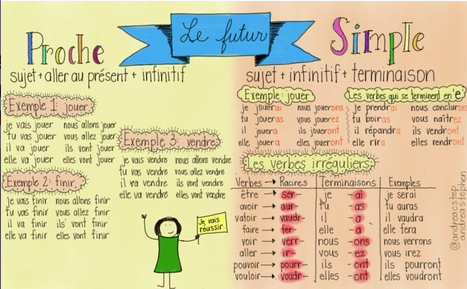 Le futur
Proche
sujet + aller au présent + infinitif
Exemple 1: jouer
je vais jouer nous allons jouer
tu vas jouer vous allez jouer
il va jouer ils vont jouer
elle va jouer elles vont jouer
Exemple 2: finir
je vais finir nous allons finir
tu vas finir vous allez finir
il va finir ils vont finir
elle va finir elles vont finir
Exemple 3: vendre
je vais vendre nous allons vendre
tu vas vendre vous allez vendre
il va vendre ils vont vendre
elle va vendre elles vont vendre
Je vais réussir.
Simple
sujet + infinitif + terminaison
Exemple: jouer
je jouerai nous jouerons
tu joueras vous jouerez
il jouera ils joueront
elle jouera elles joueront
Les verbes qui se terminent en "e"
je prendrai nous conclurons
tu boiras vous naîtrez
il répandra ils vendront
elle rira elles vendront
Les verbes irréguliers:
Verbes Racines Terminaisons Exemples
être ser je -ai je serai
avoir aur tu -as tu auras
valoir vaudr il -a il vaudra
faire fer elle -a elle fera
voir verr nous -ons nous verrons
aller ir vous -ez vous irez
pouvoir pourr ils -ont ils pourront
vouloir voudr elles -ont elles voudront